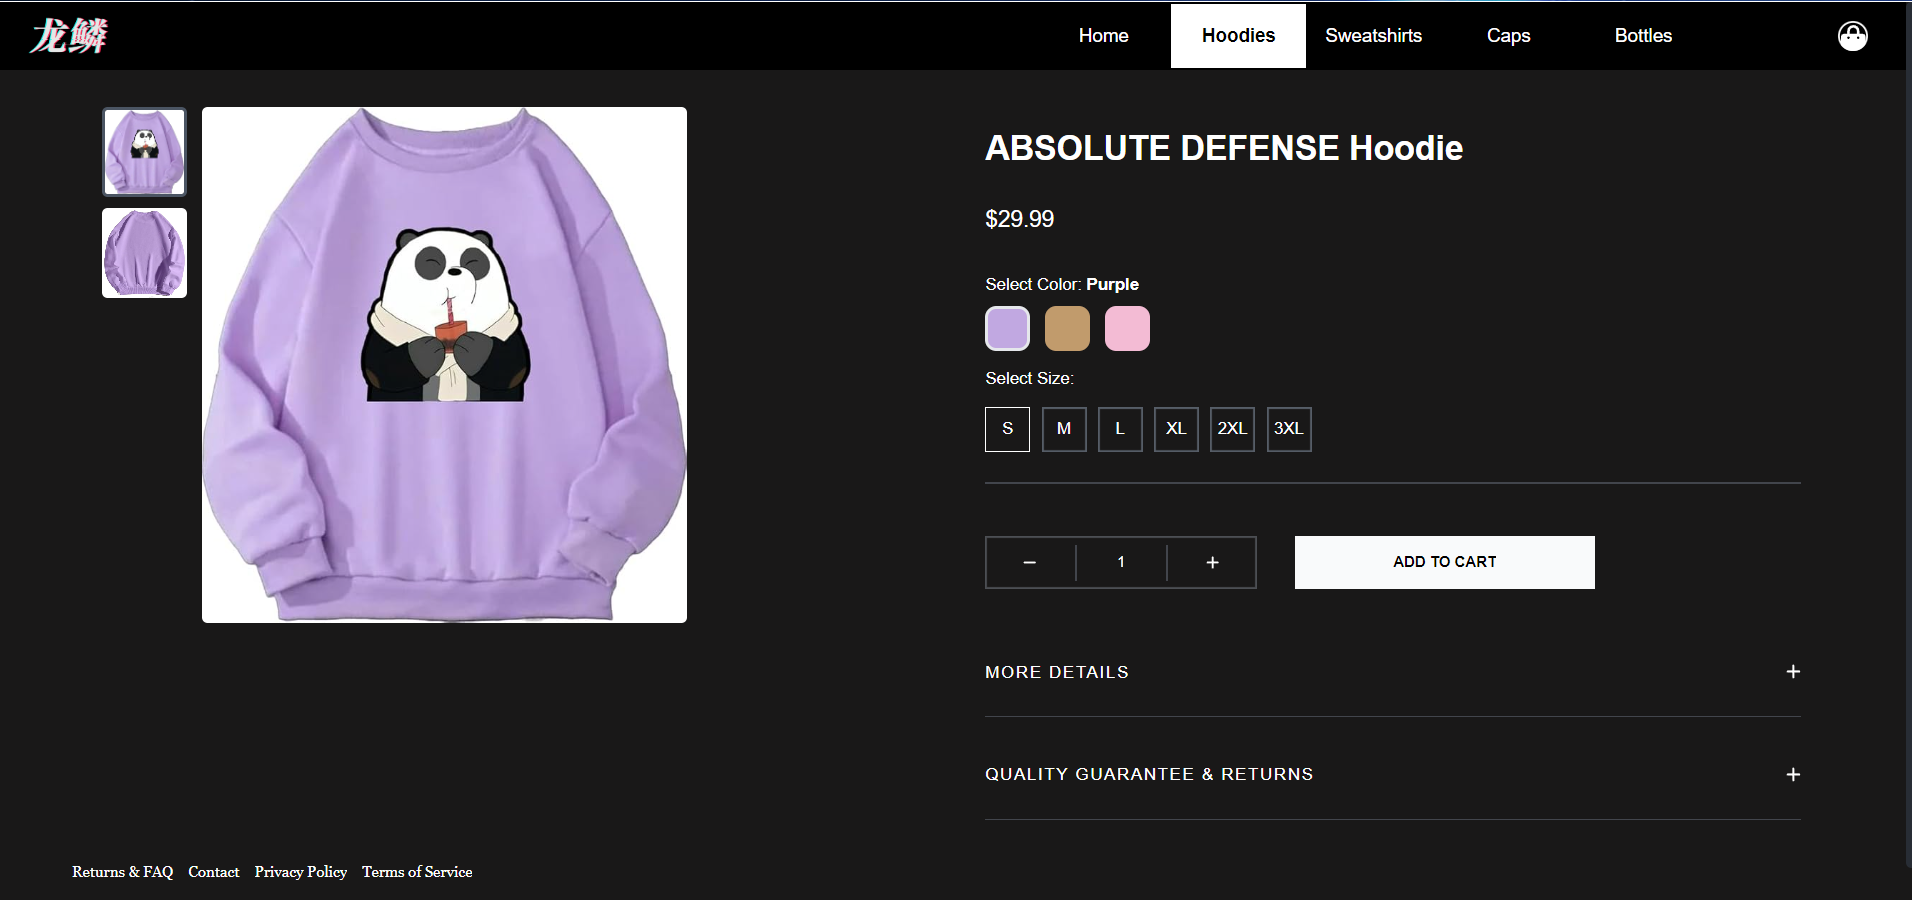 龙鳞
Home Hoodies Sweatshirts Caps Bottles
ABSOLUTE DEFENSE Hoodie
$29.99
Select Color: Purple
Select Size:
S M L XL 2XL 3XL
− 1 + ADD TO CART
MORE DETAILS +
QUALITY GUARANTEE & RETURNS +
Returns & FAQ Contact Privacy Policy Terms of Service